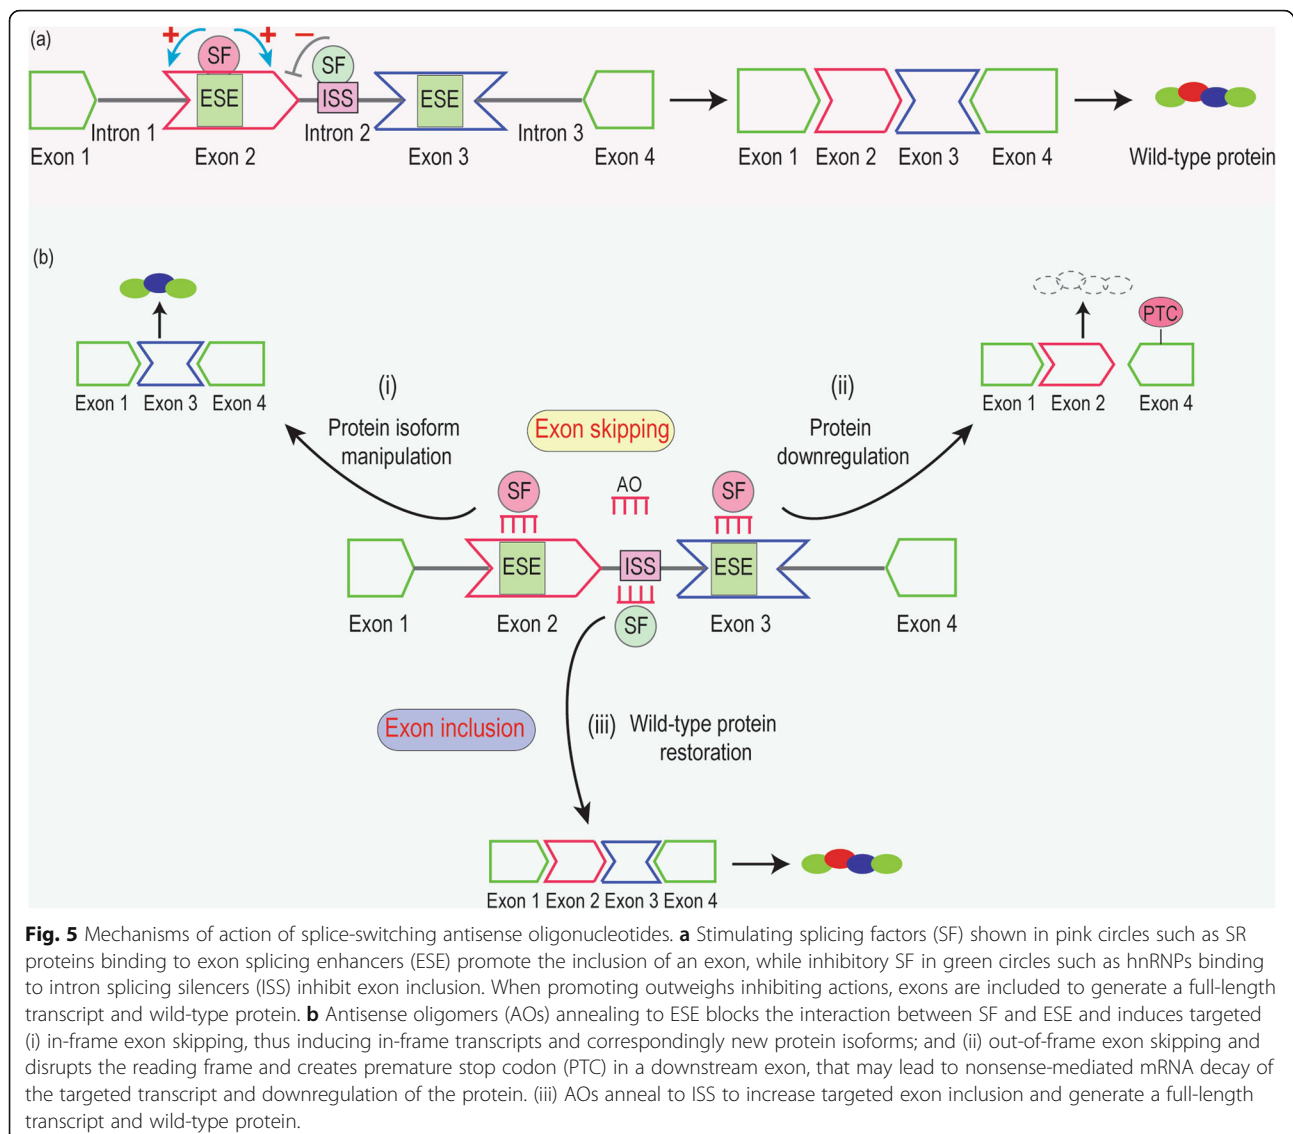 (a)
+ SF + − SF
ESE ISS ESE
Intron 1 Intron 2 Intron 3
Exon 1 Exon 2 Exon 3 Exon 4
Exon 1 Exon 2 Exon 3 Exon 4
Wild-type protein
(b)
PTC
Exon 1 Exon 3 Exon 4
Exon 1 Exon 2 Exon 4
(i)
Protein isoform
manipulation
Exon skipping
(ii)
Protein
downregulation
SF AO SF
ESE ISS ESE
SF
Exon 1 Exon 2 Exon 3 Exon 4
Exon inclusion
(iii) Wild-type protein
restoration
Exon 1 Exon 2 Exon 3 Exon 4
Fig. 5 Mechanisms of action of splice-switching antisense oligonucleotides. a Stimulating splicing factors (SF) shown in pink circles such as SR
proteins binding to exon splicing enhancers (ESE) promote the inclusion of an exon, while inhibitory SF in green circles such as hnRNPs binding
to intron splicing silencers (ISS) inhibit exon inclusion. When promoting outweighs inhibiting actions, exons are included to generate a full-length
transcript and wild-type protein. b Antisense oligomers (AOs) annealing to ESE blocks the interaction between SF and ESE and induces targeted
(i) in-frame exon skipping, thus inducing in-frame transcripts and correspondingly new protein isoforms; and (ii) out-of-frame exon skipping and
disrupts the reading frame and creates premature stop codon (PTC) in a downstream exon, that may lead to nonsense-mediated mRNA decay of
the targeted transcript and downregulation of the protein. (iii) AOs anneal to ISS to increase targeted exon inclusion and generate a full-length
transcript and wild-type protein.